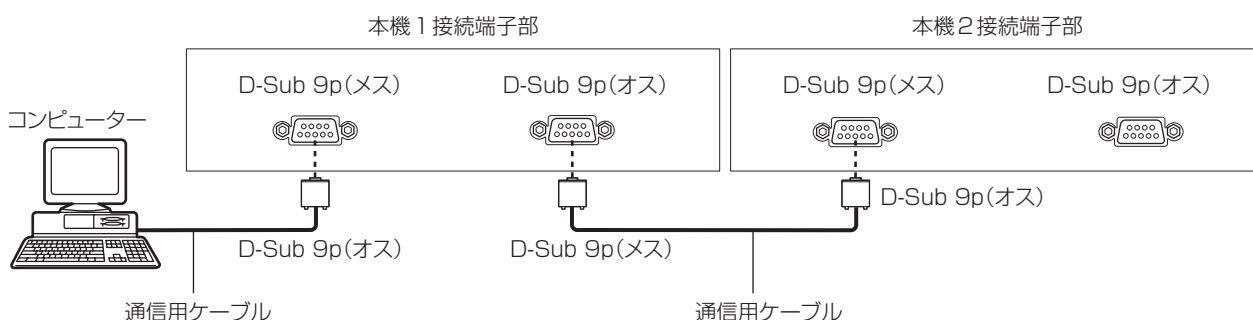 本機1接続端子部
本機2接続端子部
D-Sub 9p(メス)
D-Sub 9p(オス)
D-Sub 9p(メス)
D-Sub 9p(オス)
コンピューター
D-Sub 9p(オス)
D-Sub 9p(オス)
D-Sub 9p(メス)
通信用ケーブル
通信用ケーブル